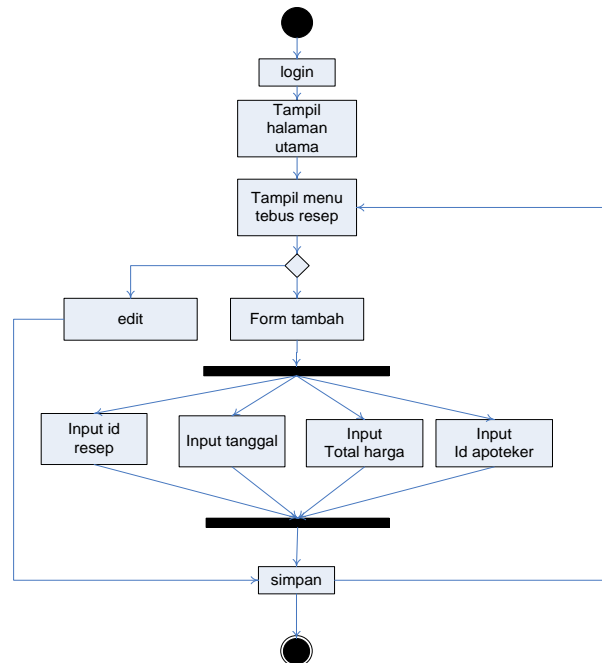 login
Tampil
halaman
utama
Tampil menu
tebus resep
edit
Form tambah
Input id
resep
Input tanggal
Input
Total harga
Input
Id apoteker
simpan